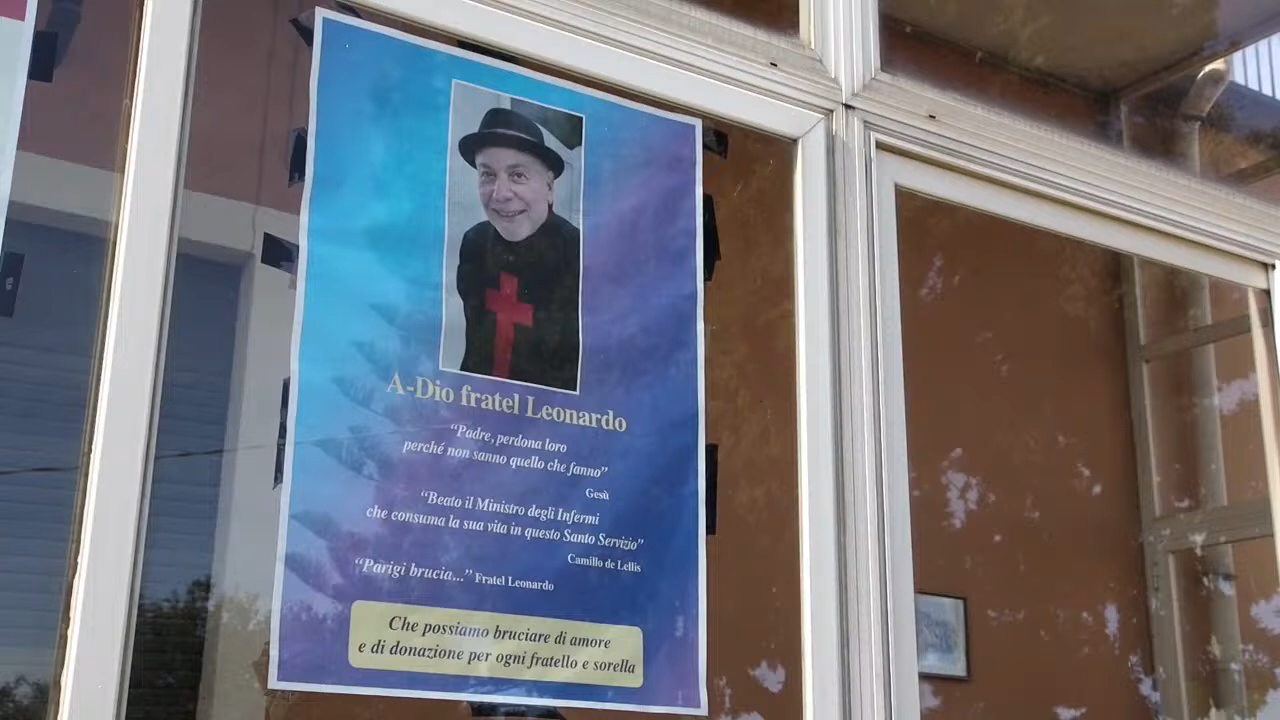 A-Dio fratel Leonardo
“Padre, perdona loro
perché non sanno quello che fanno”
Gesù
“Beato il Ministro degli Infermi
che consuma la sua vita in questo Santo Servizio”
Camillo de Lellis
“Parigi brucia...” Fratel Leonardo
Che possiamo bruciare di amore
e di donazione per ogni fratello e sorella